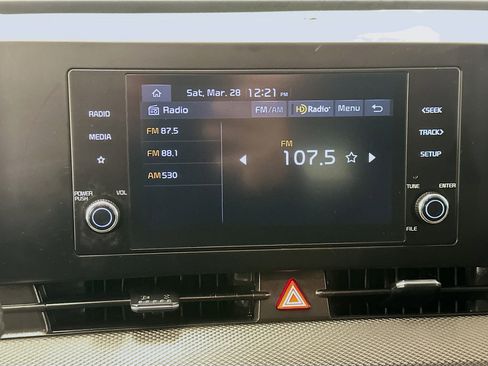 Sat, Mar. 28 12:21 PM
Radio FM/AM HD Radio Menu
RADIO
MEDIA
POWER PUSH VOL
FM 87.5
FM 88.1
AM 530
FM
107.5
<SEEK
TRACK>
SETUP
TUNE ENTER
FILE